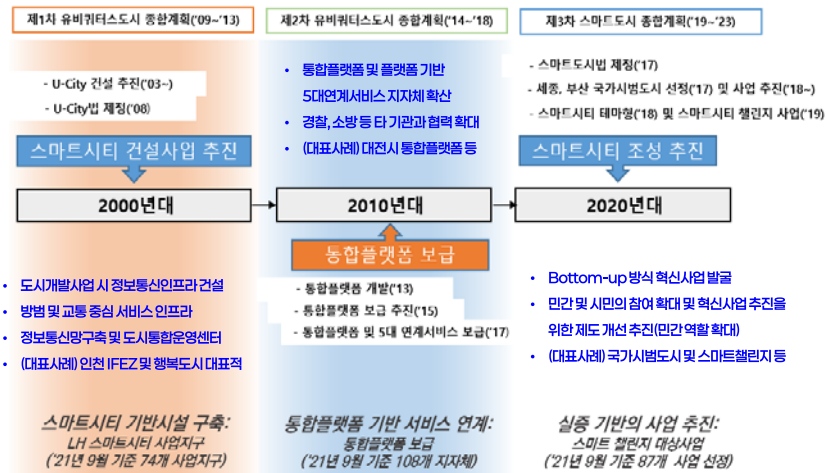 제1차 유비쿼터스도시 종합계획('09~'13)
제2차 유비쿼터스도시 종합계획('14~'18)
제3차 스마트도시 종합계획('19~'23)
- U-City 건설 추진('03~)
- U-City법 제정('08)
• 통합플랫폼 및 플랫폼 기반
5대연계서비스 지자체 확산
• 경찰, 소방 등 타 기관과 협력 확대
• (대표사례) 대전시 통합플랫폼 등
- 스마트도시법 제정('17)
- 세종, 부산 국가시범도시 선정('17) 및 사업 추진('18~)
- 스마트시티 테마형('18) 및 스마트시티 챌린지 사업('19)
스마트시티 건설사업 추진
스마트시티 조성 추진
2000년대
2010년대
2020년대
통합플랫폼 보급
• 도시개발사업 시 정보통신인프라 건설
• 방범 및 교통 중심 서비스 인프라
• 정보통신망구축 및 도시통합운영센터
• (대표사례) 인천 IFEZ 및 행복도시 대표적
- 통합플랫폼 개발('13)
- 통합플랫폼 보급 추진('15)
- 통합플랫폼 및 5대 연계서비스 보급('17)
• Bottom-up 방식 혁신사업 발굴
• 민간 및 시민의 참여 확대 및 혁신사업 추진을
위한 제도 개선 추진(민간 역할 확대)
• (대표사례) 국가시범도시 및 스마트챌린지 등
스마트시티 기반시설 구축:
LH 스마트시티 사업지구
('21년 9월 기준 74개 사업지구)
통합플랫폼 기반 서비스 연계:
통합플랫폼 보급
('21년 9월 기준 108개 지자체)
실증 기반의 사업 추진:
스마트 챌린지 대상사업
('21년 9월 기준 87개 사업 선정)